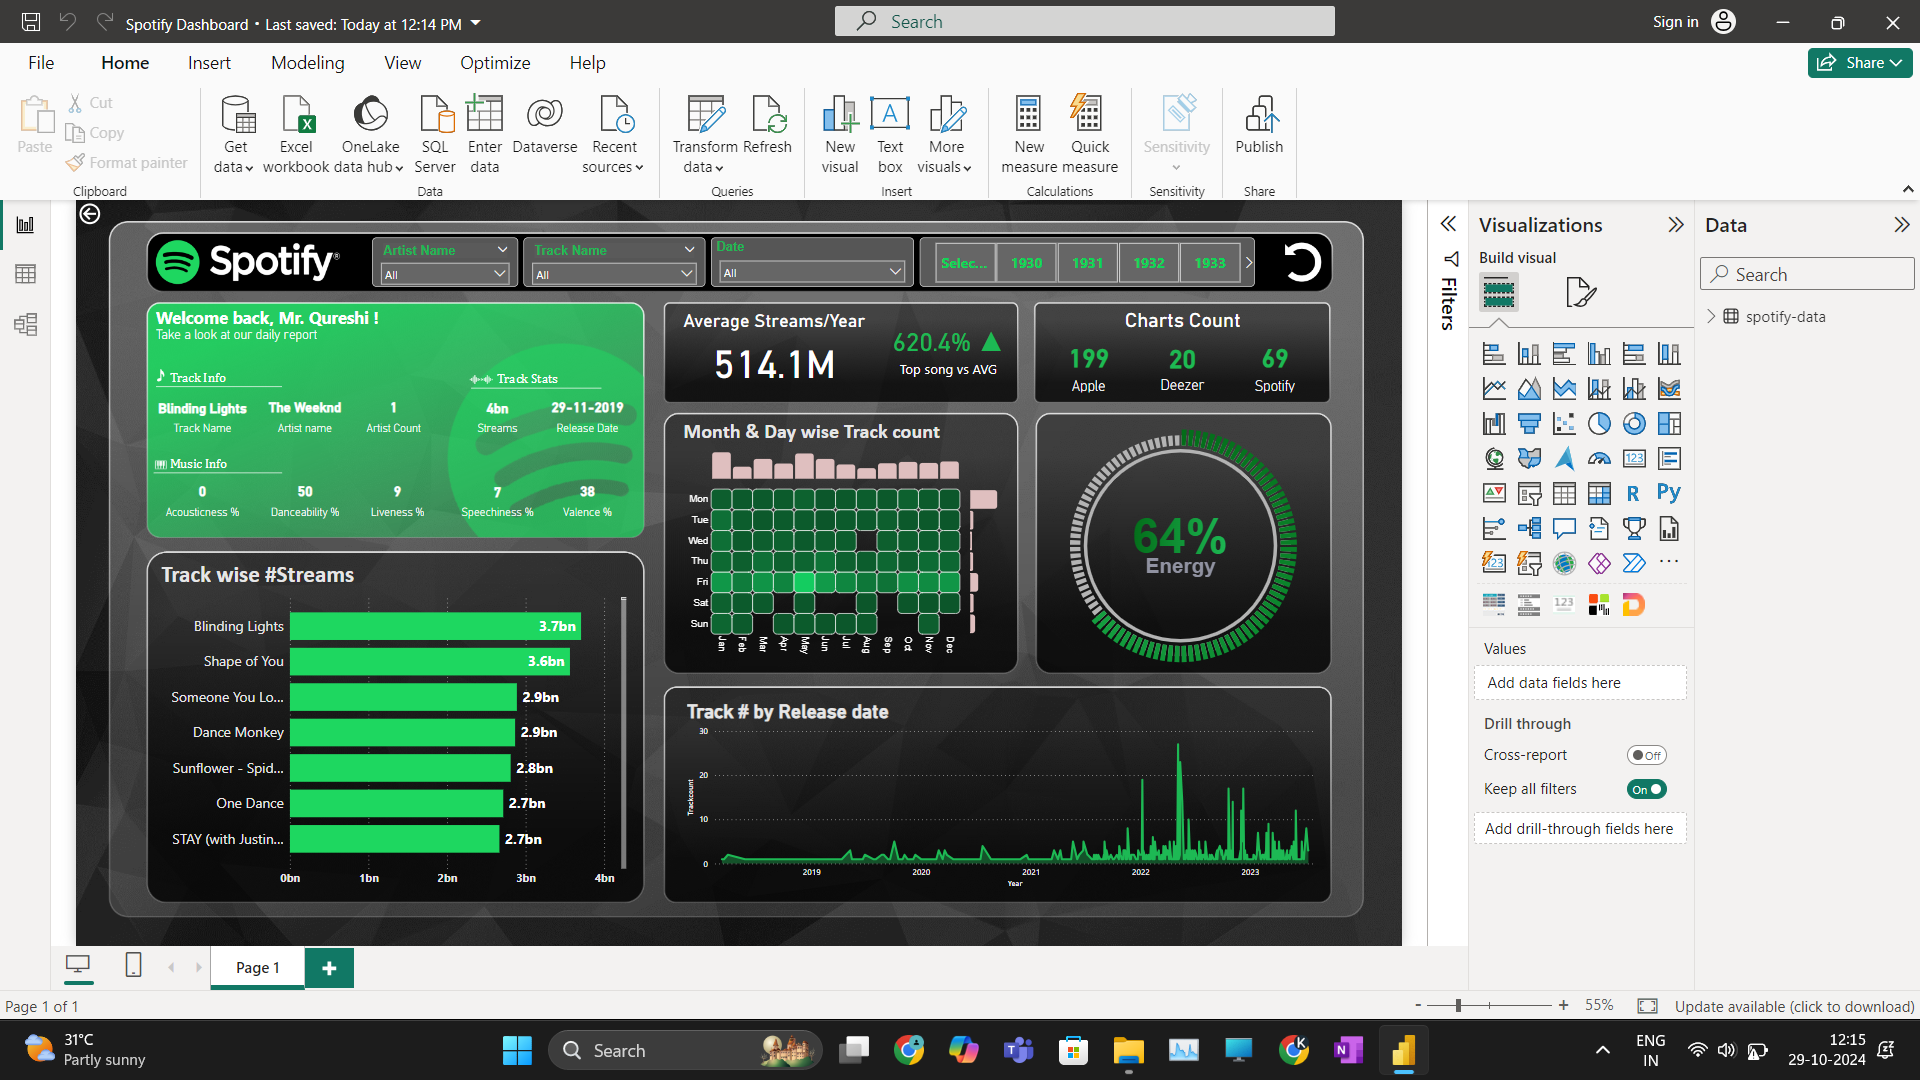 Spotify Dashboard • Last saved: Today at 12:14 PM
Search
Sign in
File Home Insert Modeling View Optimize Help
Share
Paste
Cut
Copy
Format painter
Clipboard
Get data
Excel workbook
OneLake data hub
SQL Server
Enter data
Dataverse
Recent sources
Data
Transform data
Refresh
Queries
New visual
Text box
More visuals
Insert
New measure
Quick measure
Calculations
Sensitivity
Sensitivity
Publish
Share
Spotify®
Artist Name
All
Track Name
All
Date
All
Selec... 1930 1931 1932 1933
Welcome back, Mr. Qureshi !
Take a look at our daily report
Track Info
Track Stats
Blinding Lights The Weeknd 1 4bn 29-11-2019
Track Name Artist name Artist Count Streams Release Date
Music Info
0 50 9 7 38
Acousticness % Danceability % Liveness % Speechiness % Valence %
Average Streams/Year
514.1M
620.4%
Top song vs AVG
Charts Count
199 20 69
Apple Deezer Spotify
Month & Day wise Track count
Mon
Tue
Wed
Thu
Fri
Sat
Sun
Jan Feb Mar Apr May Jun Jul Aug Sep Oct Nov Dec
64%
Energy
Track wise #Streams
Blinding Lights 3.7bn
Shape of You 3.6bn
Someone You Lo... 2.9bn
Dance Monkey 2.9bn
Sunflower - Spid... 2.8bn
One Dance 2.7bn
STAY (with Justin... 2.7bn
0bn 1bn 2bn 3bn 4bn
Track # by Release date
30
20
10
0
Trackcount
2019 2020 2021 2022 2023
Year
Filters
Visualizations
Build visual
123
R
Py
123
123
Values
Add data fields here
Drill through
Cross-report
Off
Keep all filters
On
Add drill-through fields here
Data
Search
spotify-data
Page 1
+
Page 1 of 1
- + 55%
Update available (click to download)
31°C
Partly sunny
Search
ENG
IN
12:15
29-10-2024